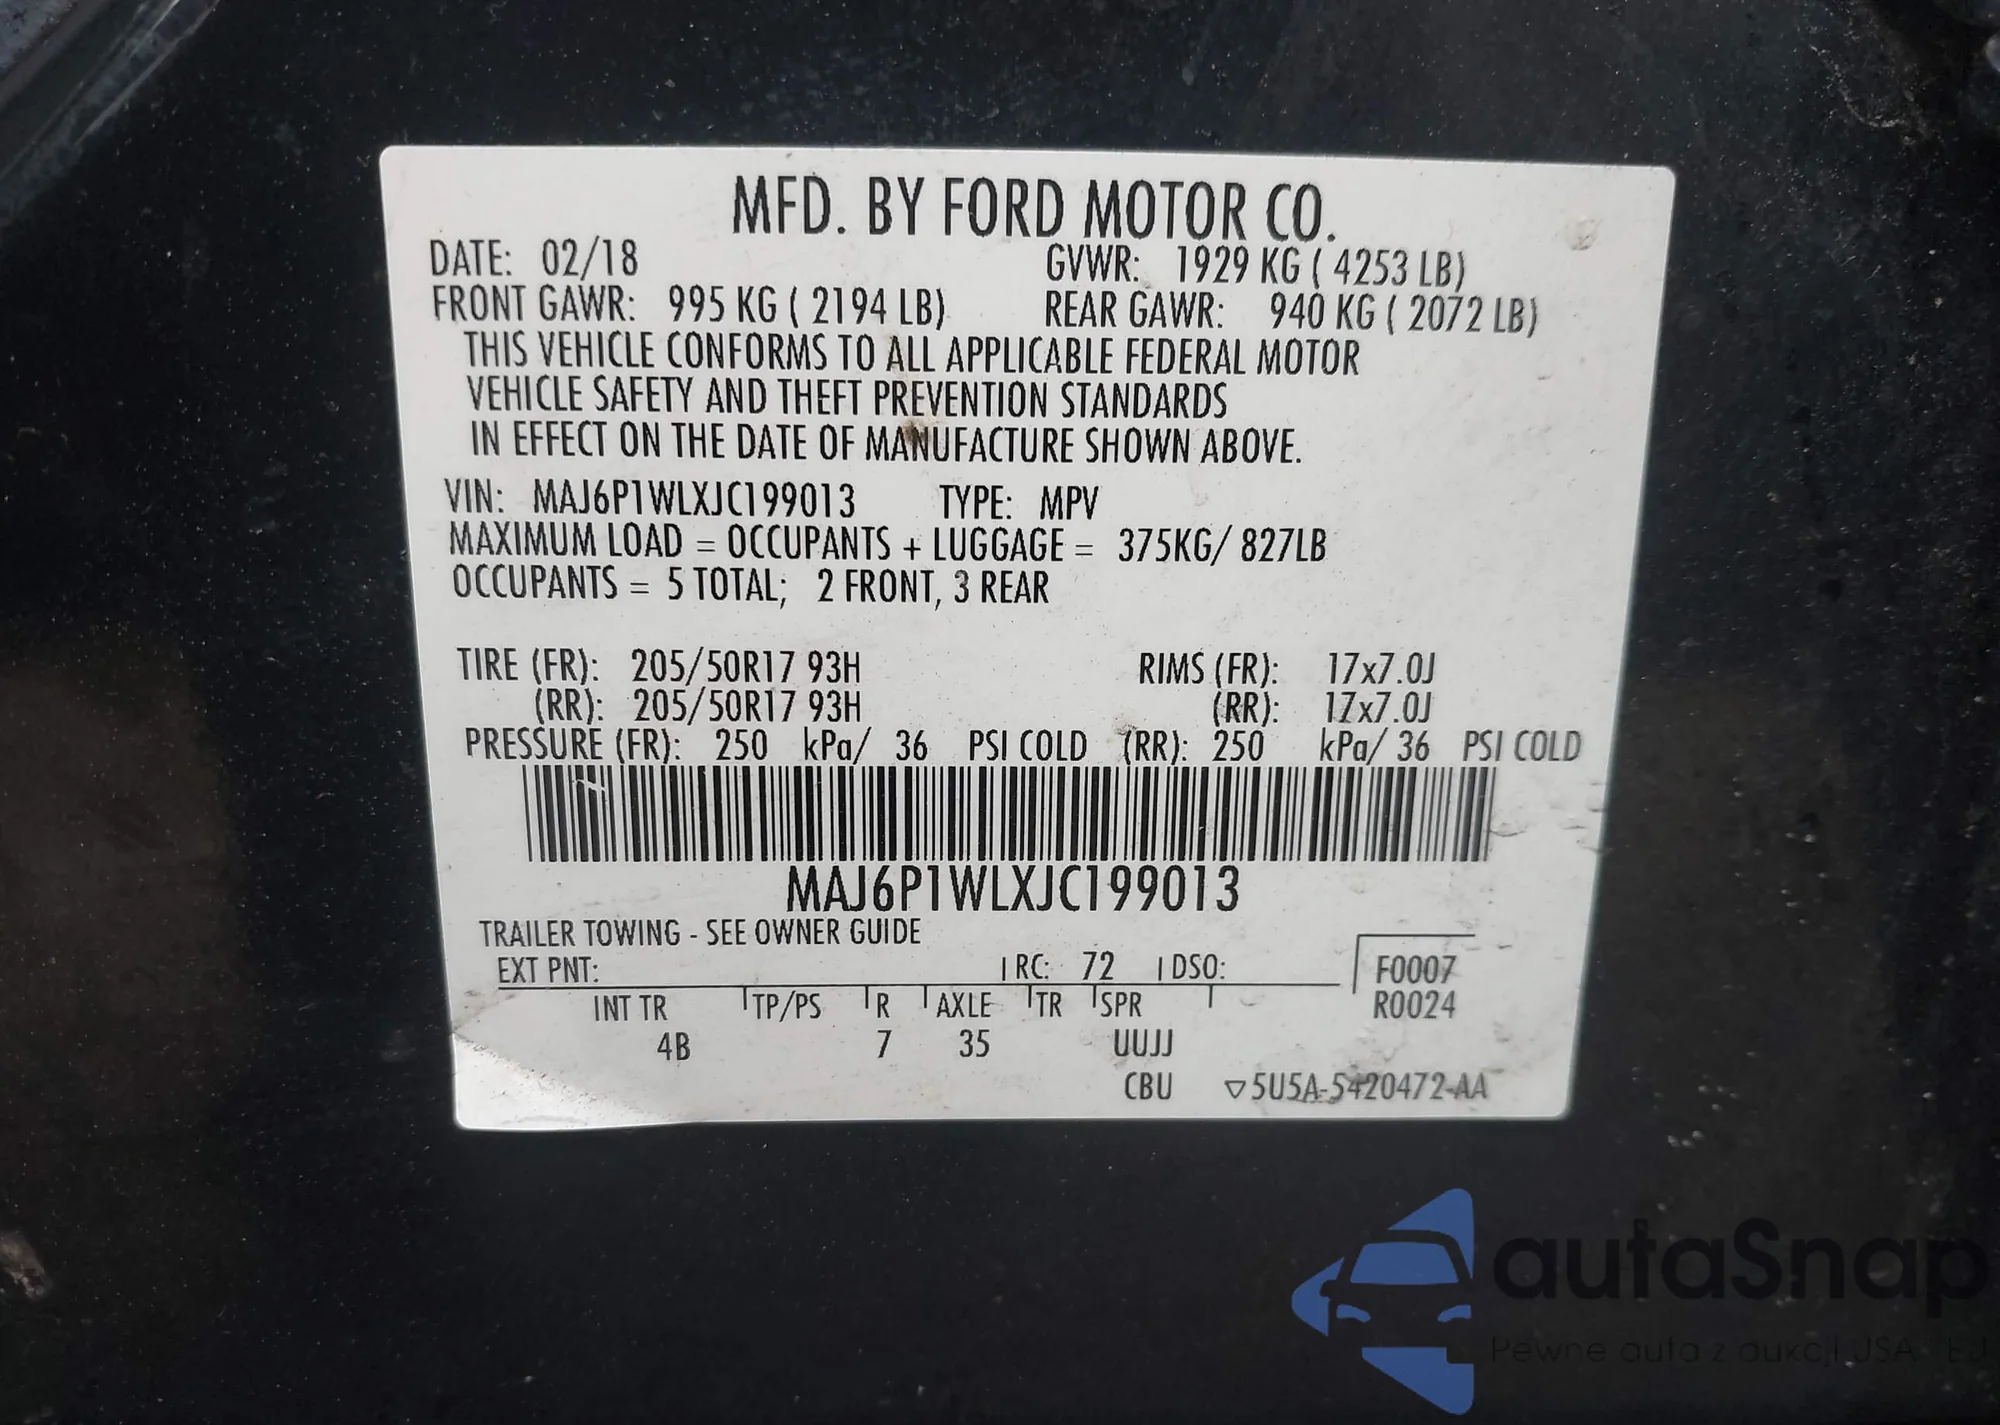 MFD. BY FORD MOTOR CO.
DATE: 02/18 GVWR: 1929 KG ( 4253 LB)
FRONT GAWR: 995 KG ( 2194 LB) REAR GAWR: 940 KG ( 2072 LB)
THIS VEHICLE CONFORMS TO ALL APPLICABLE FEDERAL MOTOR
VEHICLE SAFETY AND THEFT PREVENTION STANDARDS
IN EFFECT ON THE DATE OF MANUFACTURE SHOWN ABOVE.
VIN: MAJ6P1WLXJC199013 TYPE: MPV
MAXIMUM LOAD = OCCUPANTS + LUGGAGE = 375KG/ 827LB
OCCUPANTS = 5 TOTAL; 2 FRONT, 3 REAR
TIRE (FR): 205/50R17 93H RIMS (FR): 17x7.0J
(RR): 205/50R17 93H (RR): 17x7.0J
PRESSURE (FR): 250 kPa/ 36 PSI COLD (RR): 250 kPa/ 36 PSI COLD
MAJ6P1WLXJC199013
TRAILER TOWING - SEE OWNER GUIDE
EXT PNT: RC: 72 DSO: F0007
INT TR TP/PS R AXLE TR SPR R0024
4B 7 35 UUJJ
CBU ▽5U5A-5420472-AA
autaSnap
Pewne auta z aukcji USA EU